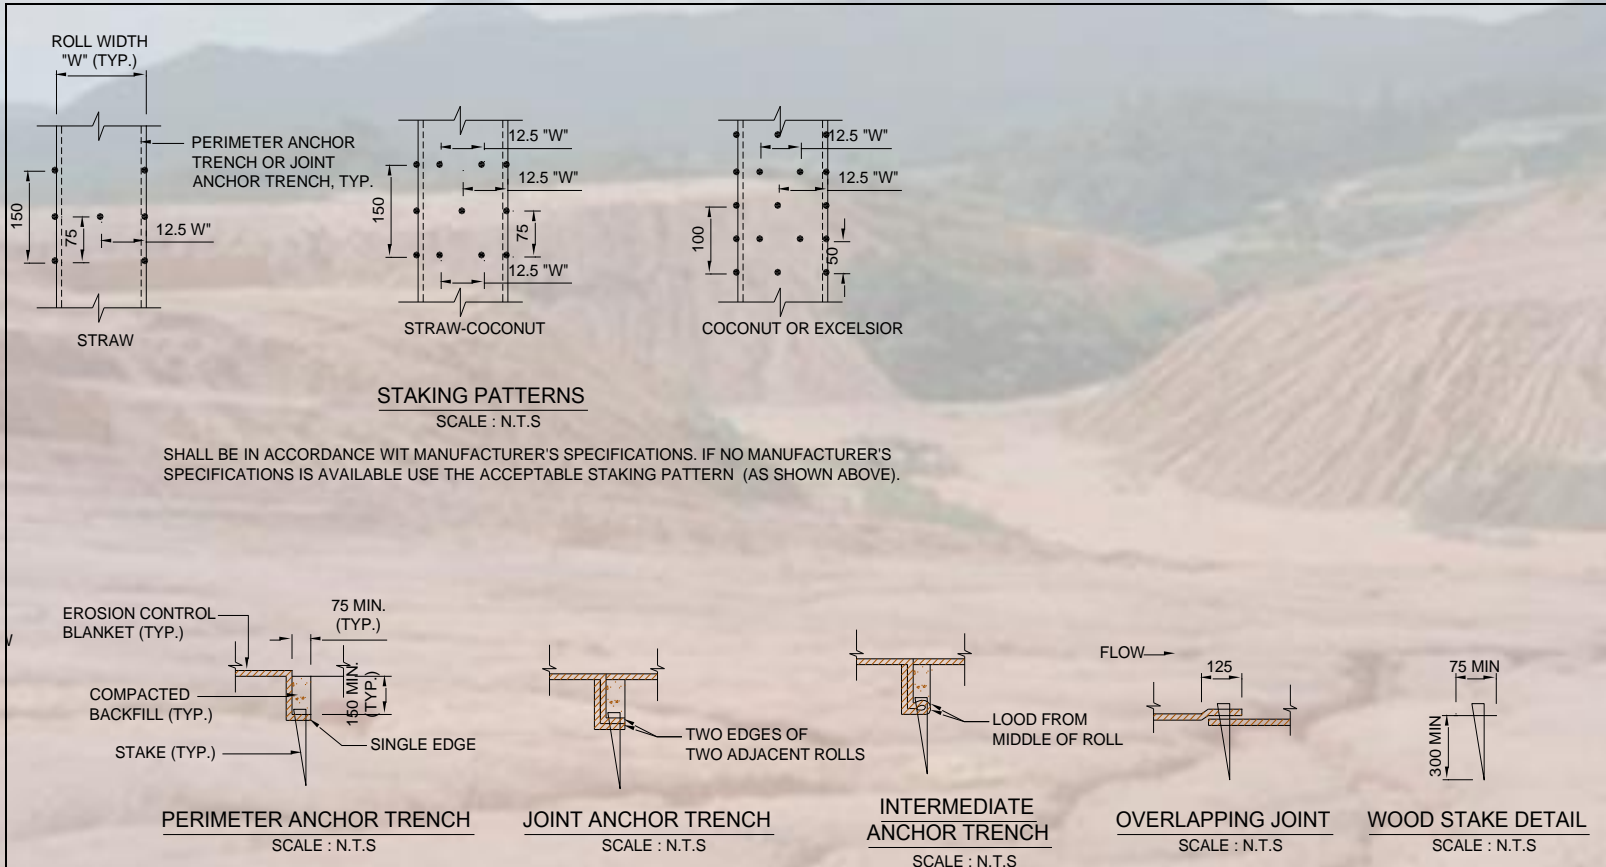 ROLL WIDTH
"W" (TYP.)
PERIMETER ANCHOR
TRENCH OR JOINT
ANCHOR TRENCH, TYP.
150
75
12.5 W"
STRAW
12.5 "W"
12.5 "W"
150
75
12.5 "W"
STRAW-COCONUT
12.5 "W"
12.5 "W"
100
50
COCONUT OR EXCELSIOR
STAKING PATTERNS
SCALE : N.T.S
SHALL BE IN ACCORDANCE WIT MANUFACTURER'S SPECIFICATIONS. IF NO MANUFACTURER'S
SPECIFICATIONS IS AVAILABLE USE THE ACCEPTABLE STAKING PATTERN (AS SHOWN ABOVE).
EROSION CONTROL
BLANKET (TYP.)
75 MIN.
(TYP.)
150 MIN.
(TYP.)
COMPACTED
BACKFILL (TYP.)
STAKE (TYP.)
SINGLE EDGE
PERIMETER ANCHOR TRENCH
SCALE : N.T.S
TWO EDGES OF
TWO ADJACENT ROLLS
JOINT ANCHOR TRENCH
SCALE : N.T.S
LOOD FROM
MIDDLE OF ROLL
INTERMEDIATE
ANCHOR TRENCH
SCALE : N.T.S
FLOW
125
OVERLAPPING JOINT
SCALE : N.T.S
75 MIN
300 MIN
WOOD STAKE DETAIL
SCALE : N.T.S